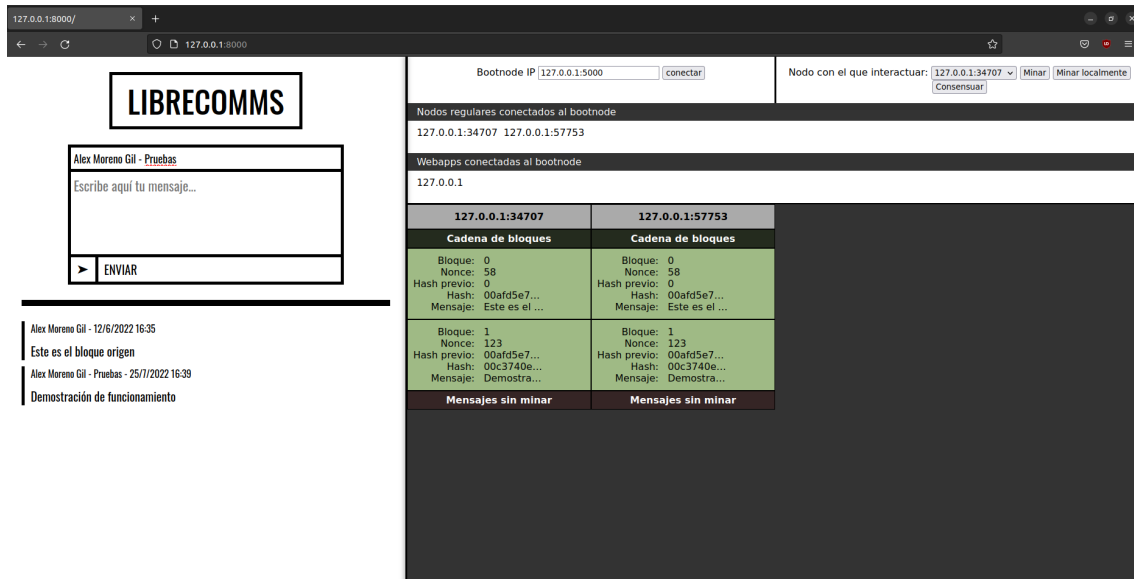 127.0.0.1:8000/
127.0.0.1:8000
LIBRECOMMS
Alex Moreno Gil - Pruebas
Escribe aquí tu mensaje...
➤ ENVIAR
Alex Moreno Gil - 12/6/2022 16:35
Este es el bloque origen
Alex Moreno Gil - Pruebas - 25/7/2022 16:39
Demostración de funcionamiento
Bootnode IP 127.0.0.1:5000 conectar
Nodo con el que interactuar: 127.0.0.1:34707 Minar Minar localmente
Consensuar
Nodos regulares conectados al bootnode
127.0.0.1:34707 127.0.0.1:57753
Webapps conectadas al bootnode
127.0.0.1
127.0.0.1:34707
Cadena de bloques
Bloque: 0
Nonce: 58
Hash previo: 0
Hash: 00afd5e7...
Mensaje: Este es el ...
Bloque: 1
Nonce: 123
Hash previo: 00afd5e7...
Hash: 00c3740e...
Mensaje: Demostra...
Mensajes sin minar
127.0.0.1:57753
Cadena de bloques
Bloque: 0
Nonce: 58
Hash previo: 0
Hash: 00afd5e7...
Mensaje: Este es el ...
Bloque: 1
Nonce: 123
Hash previo: 00afd5e7...
Hash: 00c3740e...
Mensaje: Demostra...
Mensajes sin minar